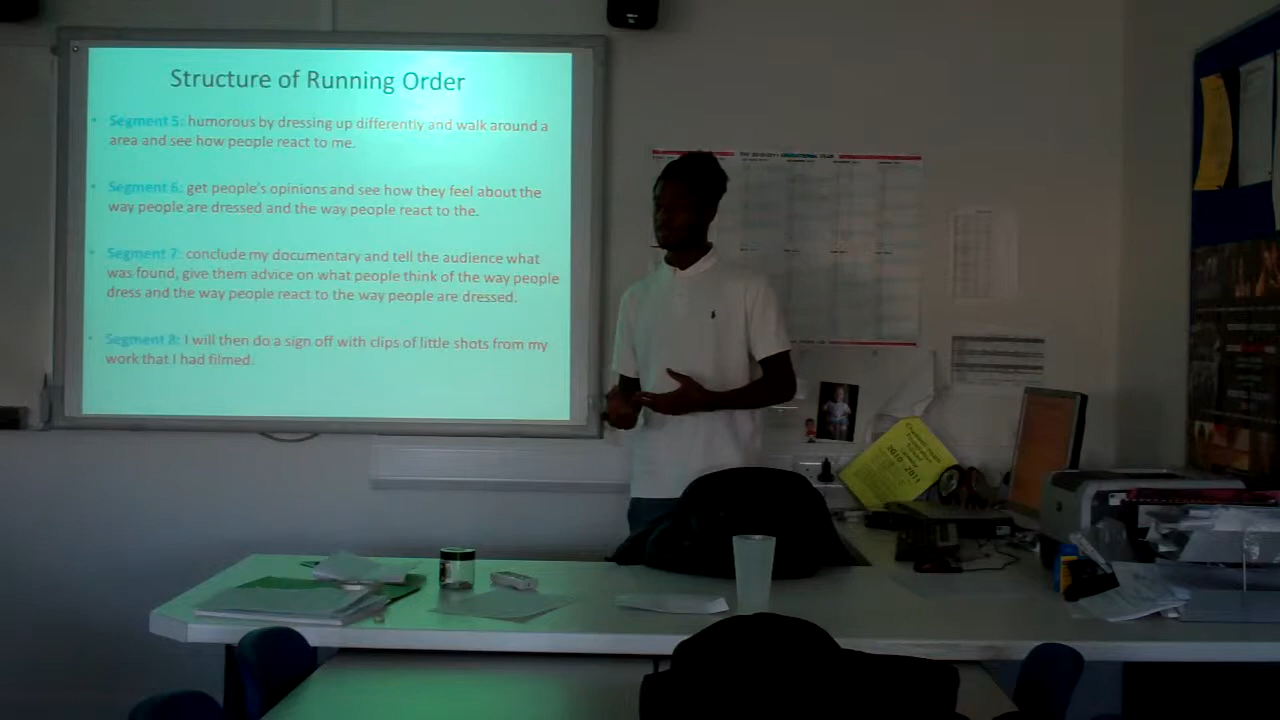 Structure of Running Order
• Segment 5: humorous by dressing up differently and walk around a
area and see how people react to me.
• Segment 6: get people's opinions and see how they feel about the
way people are dressed and the way people react to the.
• Segment 7: conclude my documentary and tell the audience what
was found, give them advice on what people think of the way people
dress and the way people react to the way people are dressed.
• Segment 8: I will then do a sign off with clips of little shots from my
work that I had filmed.
2010 - 2011